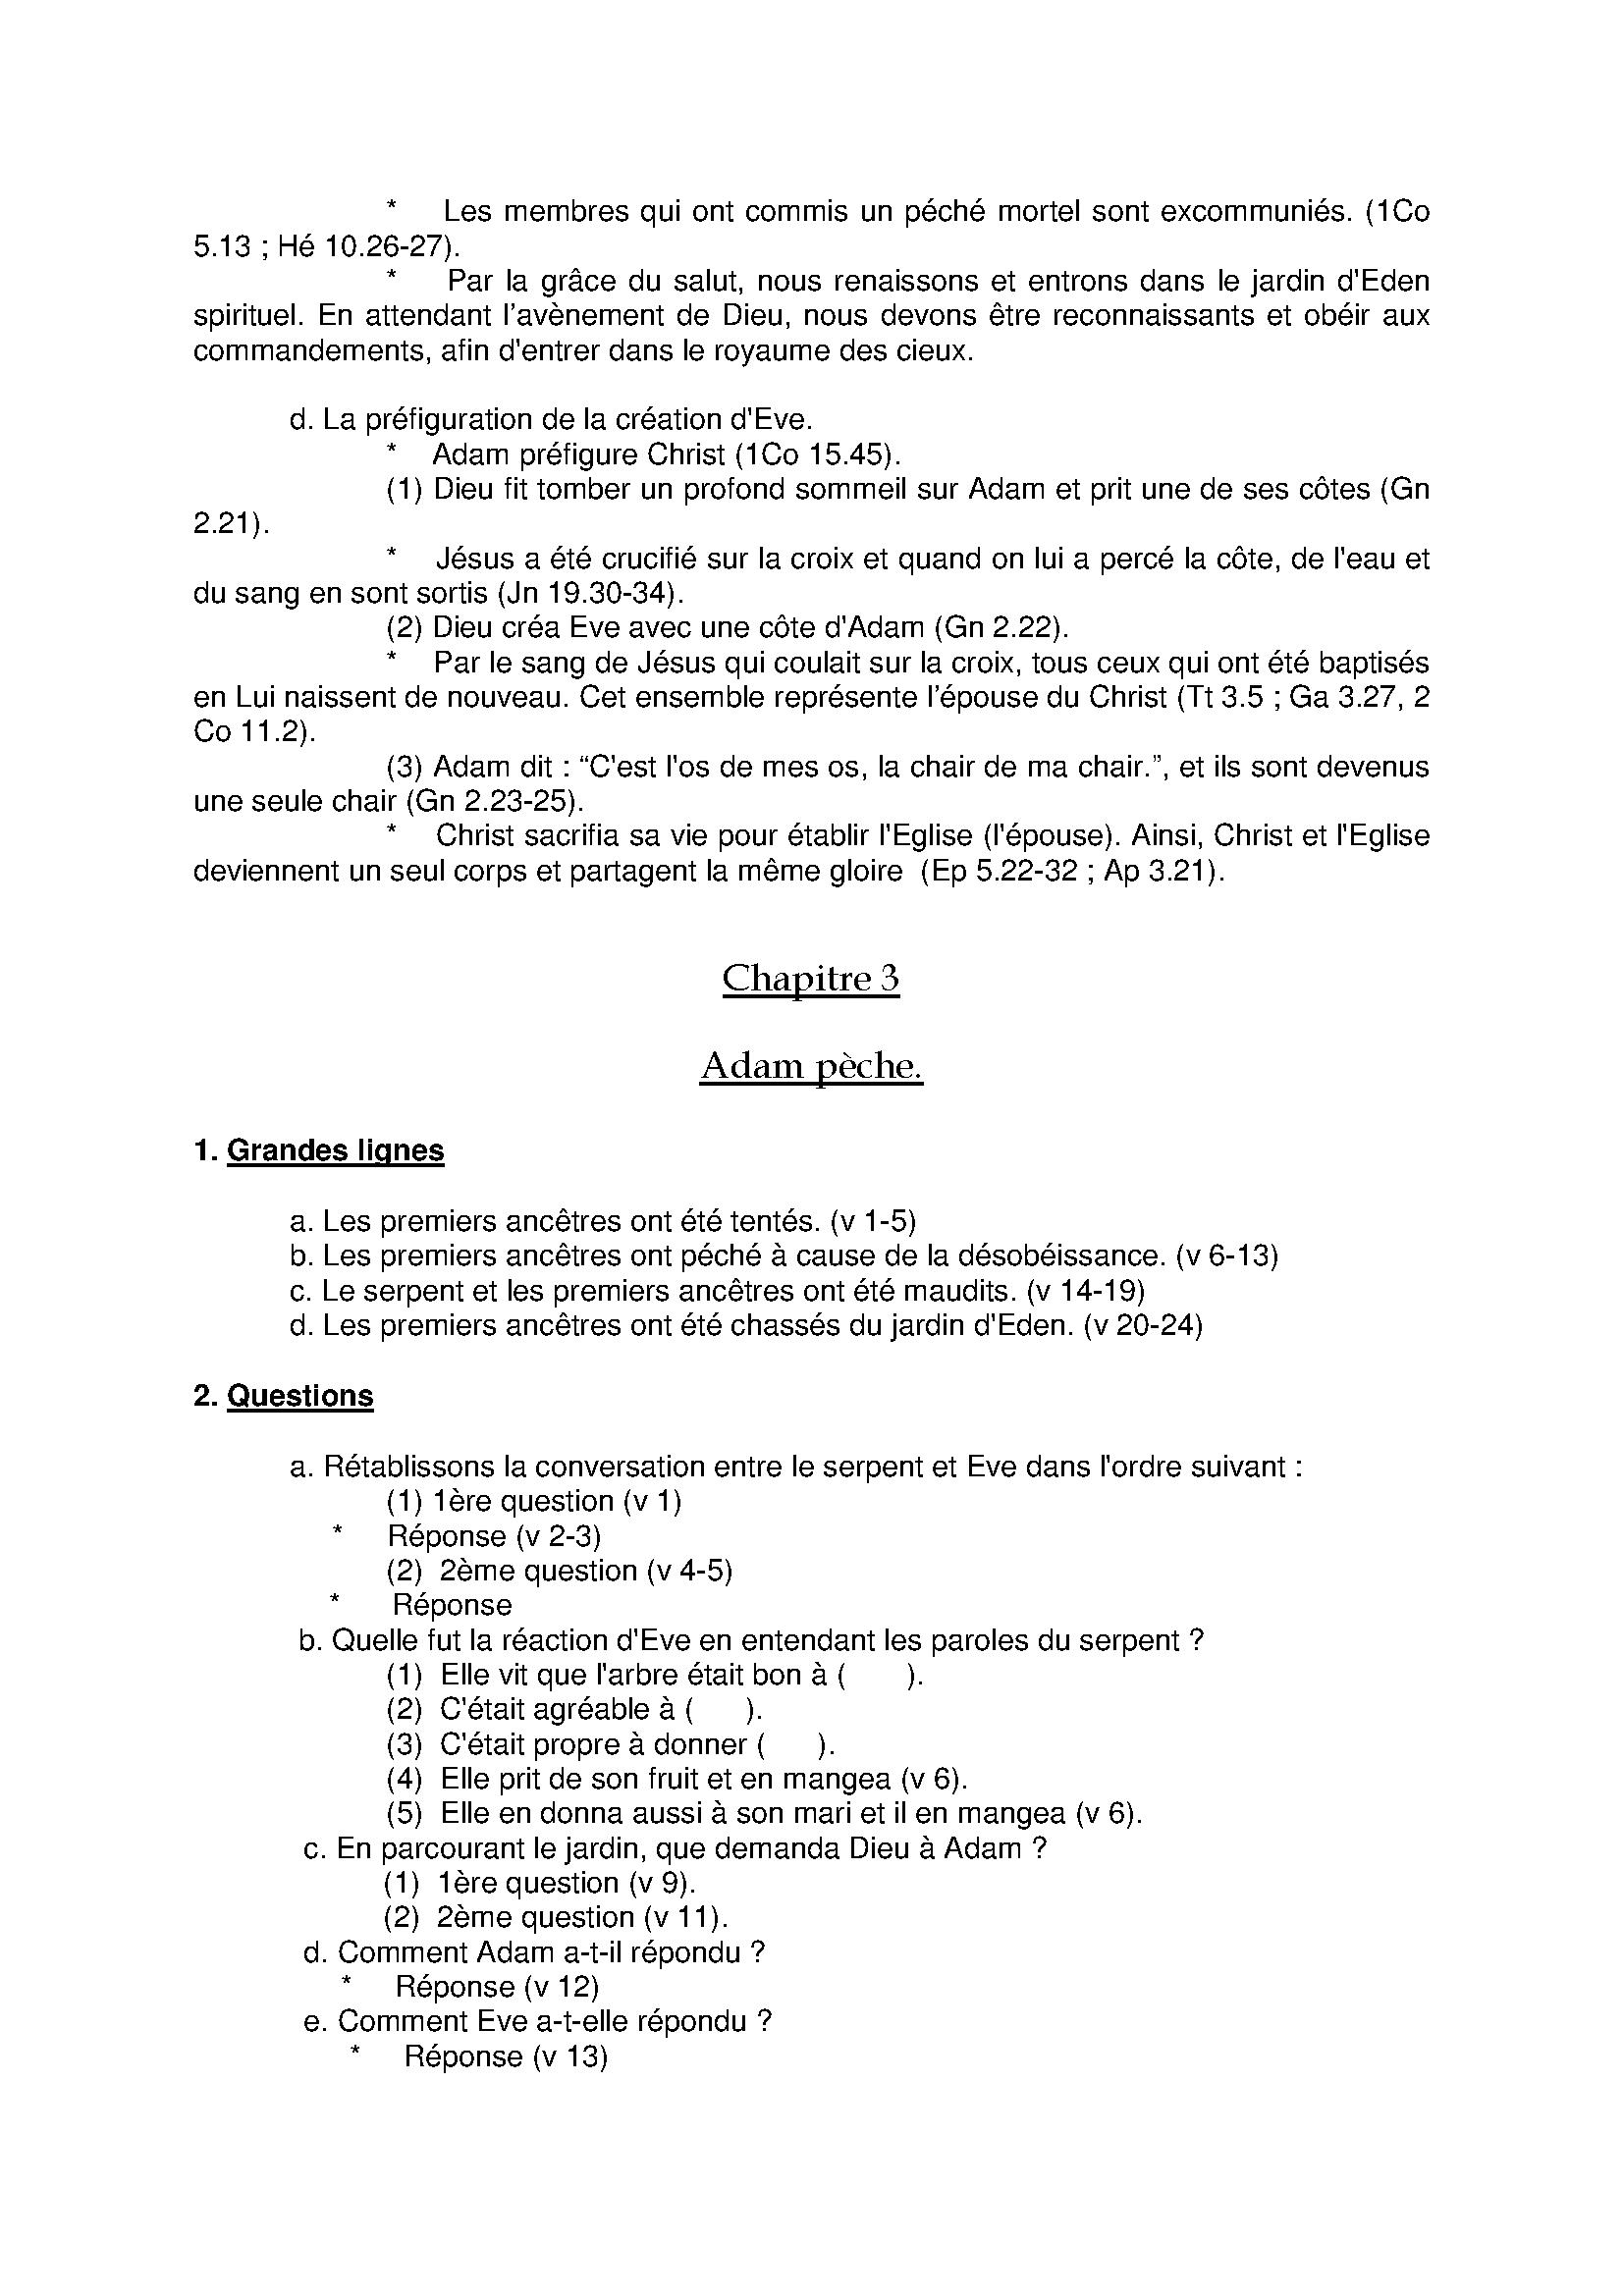 * Les membres qui ont commis un péché mortel sont excommuniés. (1Co
5.13 ; Hé 10.26-27).
* Par la grâce du salut, nous renaissons et entrons dans le jardin d'Eden
spirituel. En attendant l’avènement de Dieu, nous devons être reconnaissants et obéir aux
commandements, afin d'entrer dans le royaume des cieux.
d. La préfiguration de la création d'Eve.
* Adam préfigure Christ (1Co 15.45).
(1) Dieu fit tomber un profond sommeil sur Adam et prit une de ses côtes (Gn
2.21).
* Jésus a été crucifié sur la croix et quand on lui a percé la côte, de l'eau et
du sang en sont sortis (Jn 19.30-34).
(2) Dieu créa Eve avec une côte d'Adam (Gn 2.22).
* Par le sang de Jésus qui coulait sur la croix, tous ceux qui ont été baptisés
en Lui naissent de nouveau. Cet ensemble représente l’épouse du Christ (Tt 3.5 ; Ga 3.27, 2
Co 11.2).
(3) Adam dit : “C'est l'os de mes os, la chair de ma chair.”, et ils sont devenus
une seule chair (Gn 2.23-25).
* Christ sacrifia sa vie pour établir l'Eglise (l'épouse). Ainsi, Christ et l'Eglise
deviennent un seul corps et partagent la même gloire (Ep 5.22-32 ; Ap 3.21).
Chapitre 3
Adam pèche.
1. Grandes lignes
a. Les premiers ancêtres ont été tentés. (v 1-5)
b. Les premiers ancêtres ont péché à cause de la désobéissance. (v 6-13)
c. Le serpent et les premiers ancêtres ont été maudits. (v 14-19)
d. Les premiers ancêtres ont été chassés du jardin d'Eden. (v 20-24)
2. Questions
a. Rétablissons la conversation entre le serpent et Eve dans l'ordre suivant :
(1) 1ère question (v 1)
* Réponse (v 2-3)
(2) 2ème question (v 4-5)
* Réponse
b. Quelle fut la réaction d'Eve en entendant les paroles du serpent ?
(1) Elle vit que l'arbre était bon à (      ).
(2) C'était agréable à (      ).
(3) C'était propre à donner (      ).
(4) Elle prit de son fruit et en mangea (v 6).
(5) Elle en donna aussi à son mari et il en mangea (v 6).
c. En parcourant le jardin, que demanda Dieu à Adam ?
(1) 1ère question (v 9).
(2) 2ème question (v 11).
d. Comment Adam a-t-il répondu ?
* Réponse (v 12)
e. Comment Eve a-t-elle répondu ?
* Réponse (v 13)